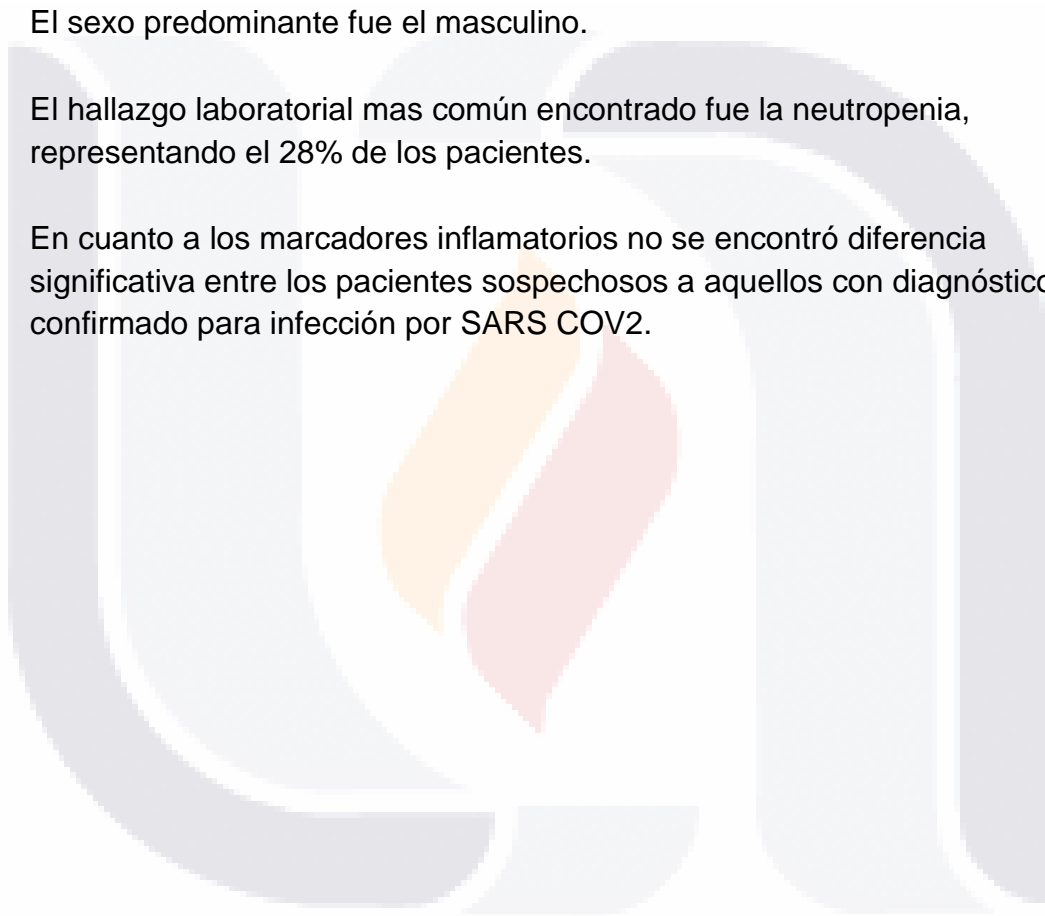 El sexo predominante fue el masculino.
El hallazgo laboratorial mas común encontrado fue la neutropenia,
representando el 28% de los pacientes.
En cuanto a los marcadores inflamatorios no se encontró diferencia
significativa entre los pacientes sospechosos a aquellos con diagnóstico
confirmado para infección por SARS COV2.